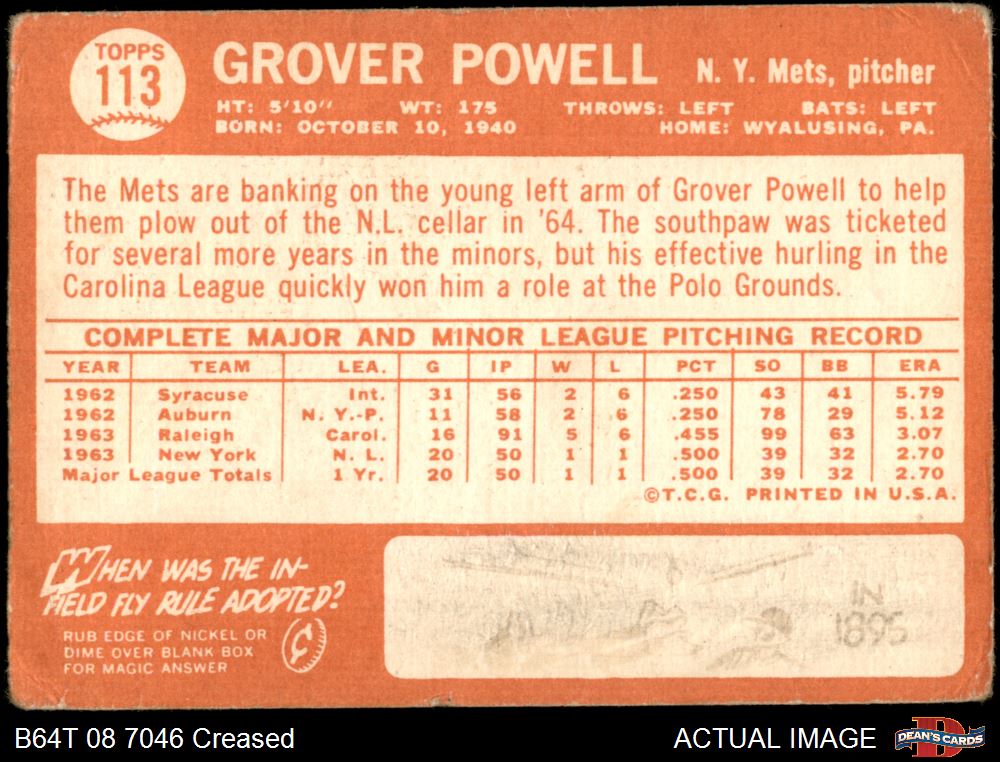 TOPPS
113
GROVER POWELL N. Y. Mets, pitcher
HT: 5'10" WT: 175 THROWS: LEFT BATS: LEFT
BORN: OCTOBER 10, 1940 HOME: WYALUSING, PA.
The Mets are banking on the young left arm of Grover Powell to help
them plow out of the N.L. cellar in '64. The southpaw was ticketed
for several more years in the minors, but his effective hurling in the
Carolina League quickly won him a role at the Polo Grounds.
COMPLETE MAJOR AND MINOR LEAGUE PITCHING RECORD
YEAR TEAM LEA. G IP W L PCT SO BB ERA
1962 Syracuse Int. 31 56 2 6 .250 43 41 5.79
1962 Auburn N. Y.-P. 11 58 2 6 .250 78 29 5.12
1963 Raleigh Carol. 16 91 5 6 .455 99 63 3.07
1963 New York N. L. 20 50 1 1 .500 39 32 2.70
Major League Totals 1 Yr. 20 50 1 1 .500 39 32 2.70
©T.C.G. PRINTED IN U.S.A.
WHEN WAS THE IN-
FIELD FLY RULE ADOPTED?
RUB EDGE OF NICKEL OR
DIME OVER BLANK BOX
FOR MAGIC ANSWER
¢
IN
1895
B64T 08 7046 Creased
ACTUAL IMAGE
D
DEAN'S CARDS